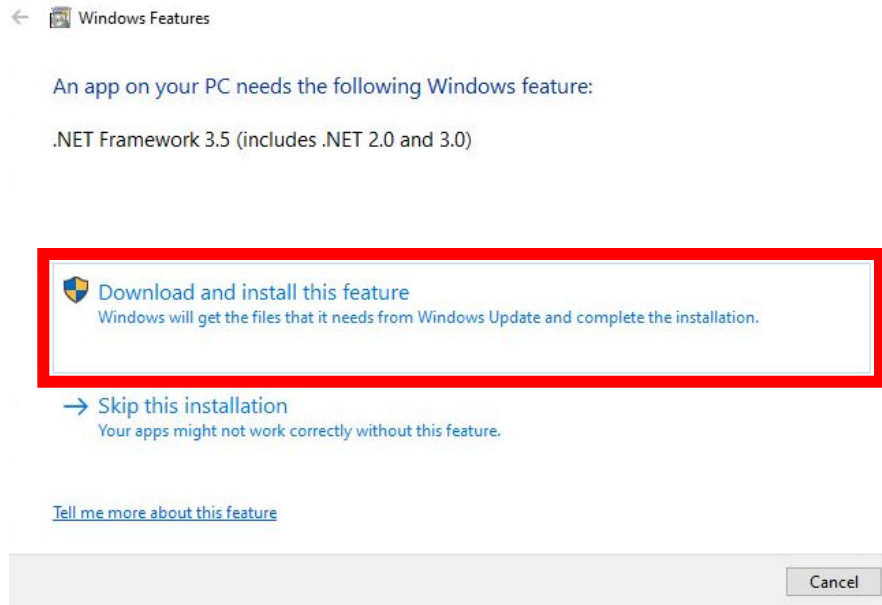 Windows Features
An app on your PC needs the following Windows feature:
.NET Framework 3.5 (includes .NET 2.0 and 3.0)
Download and install this feature
Windows will get the files that it needs from Windows Update and complete the installation.
Skip this installation
Your apps might not work correctly without this feature.
Tell me more about this feature
Cancel